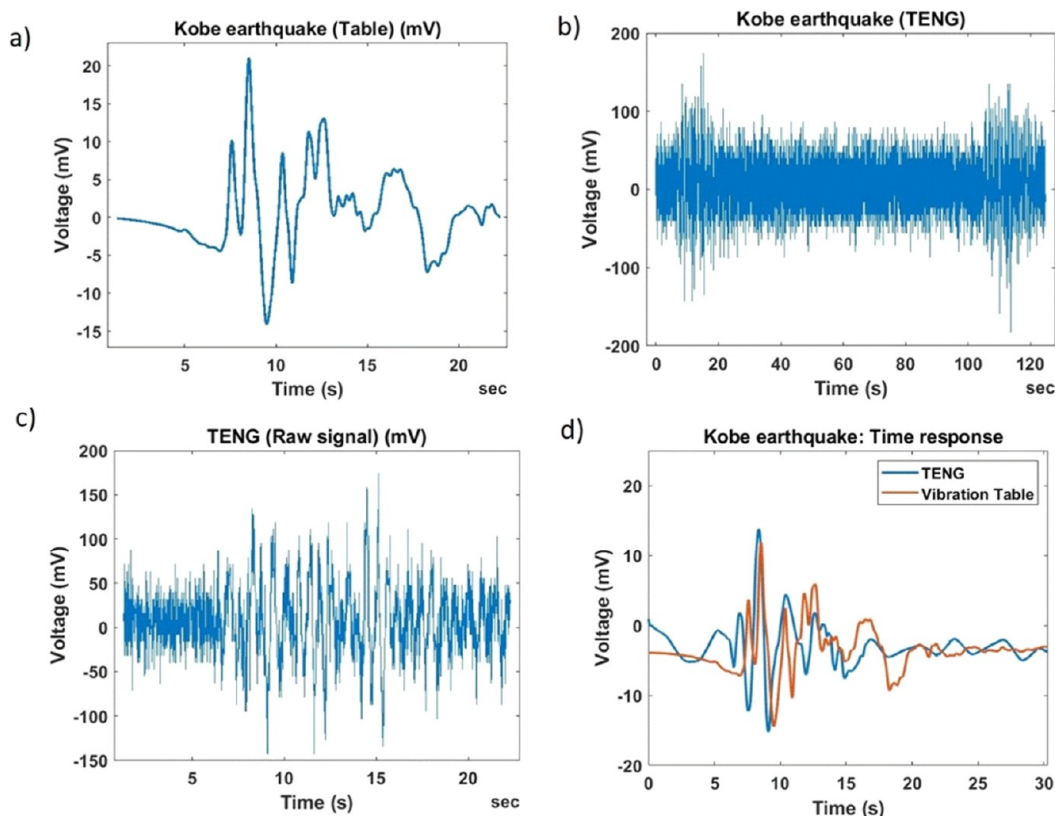 a)
Kobe earthquake (Table) (mV)
Voltage (mV)
20
15
10
5
0
-5
-10
-15
5
10
15
20
Time (s)
sec
b)
Kobe earthquake (TENG)
Voltage (mV)
200
100
0
-100
-200
0
20
40
60
80
100
120
Time (s)
sec
c)
TENG (Raw signal) (mV)
Voltage (mV)
200
150
100
50
0
-50
-100
-150
5
10
15
20
Time (s)
sec
d)
Kobe earthquake: Time response
TENG
Vibration Table
Voltage (mV)
20
10
0
-10
-20
0
5
10
15
20
25
30
Time (s)